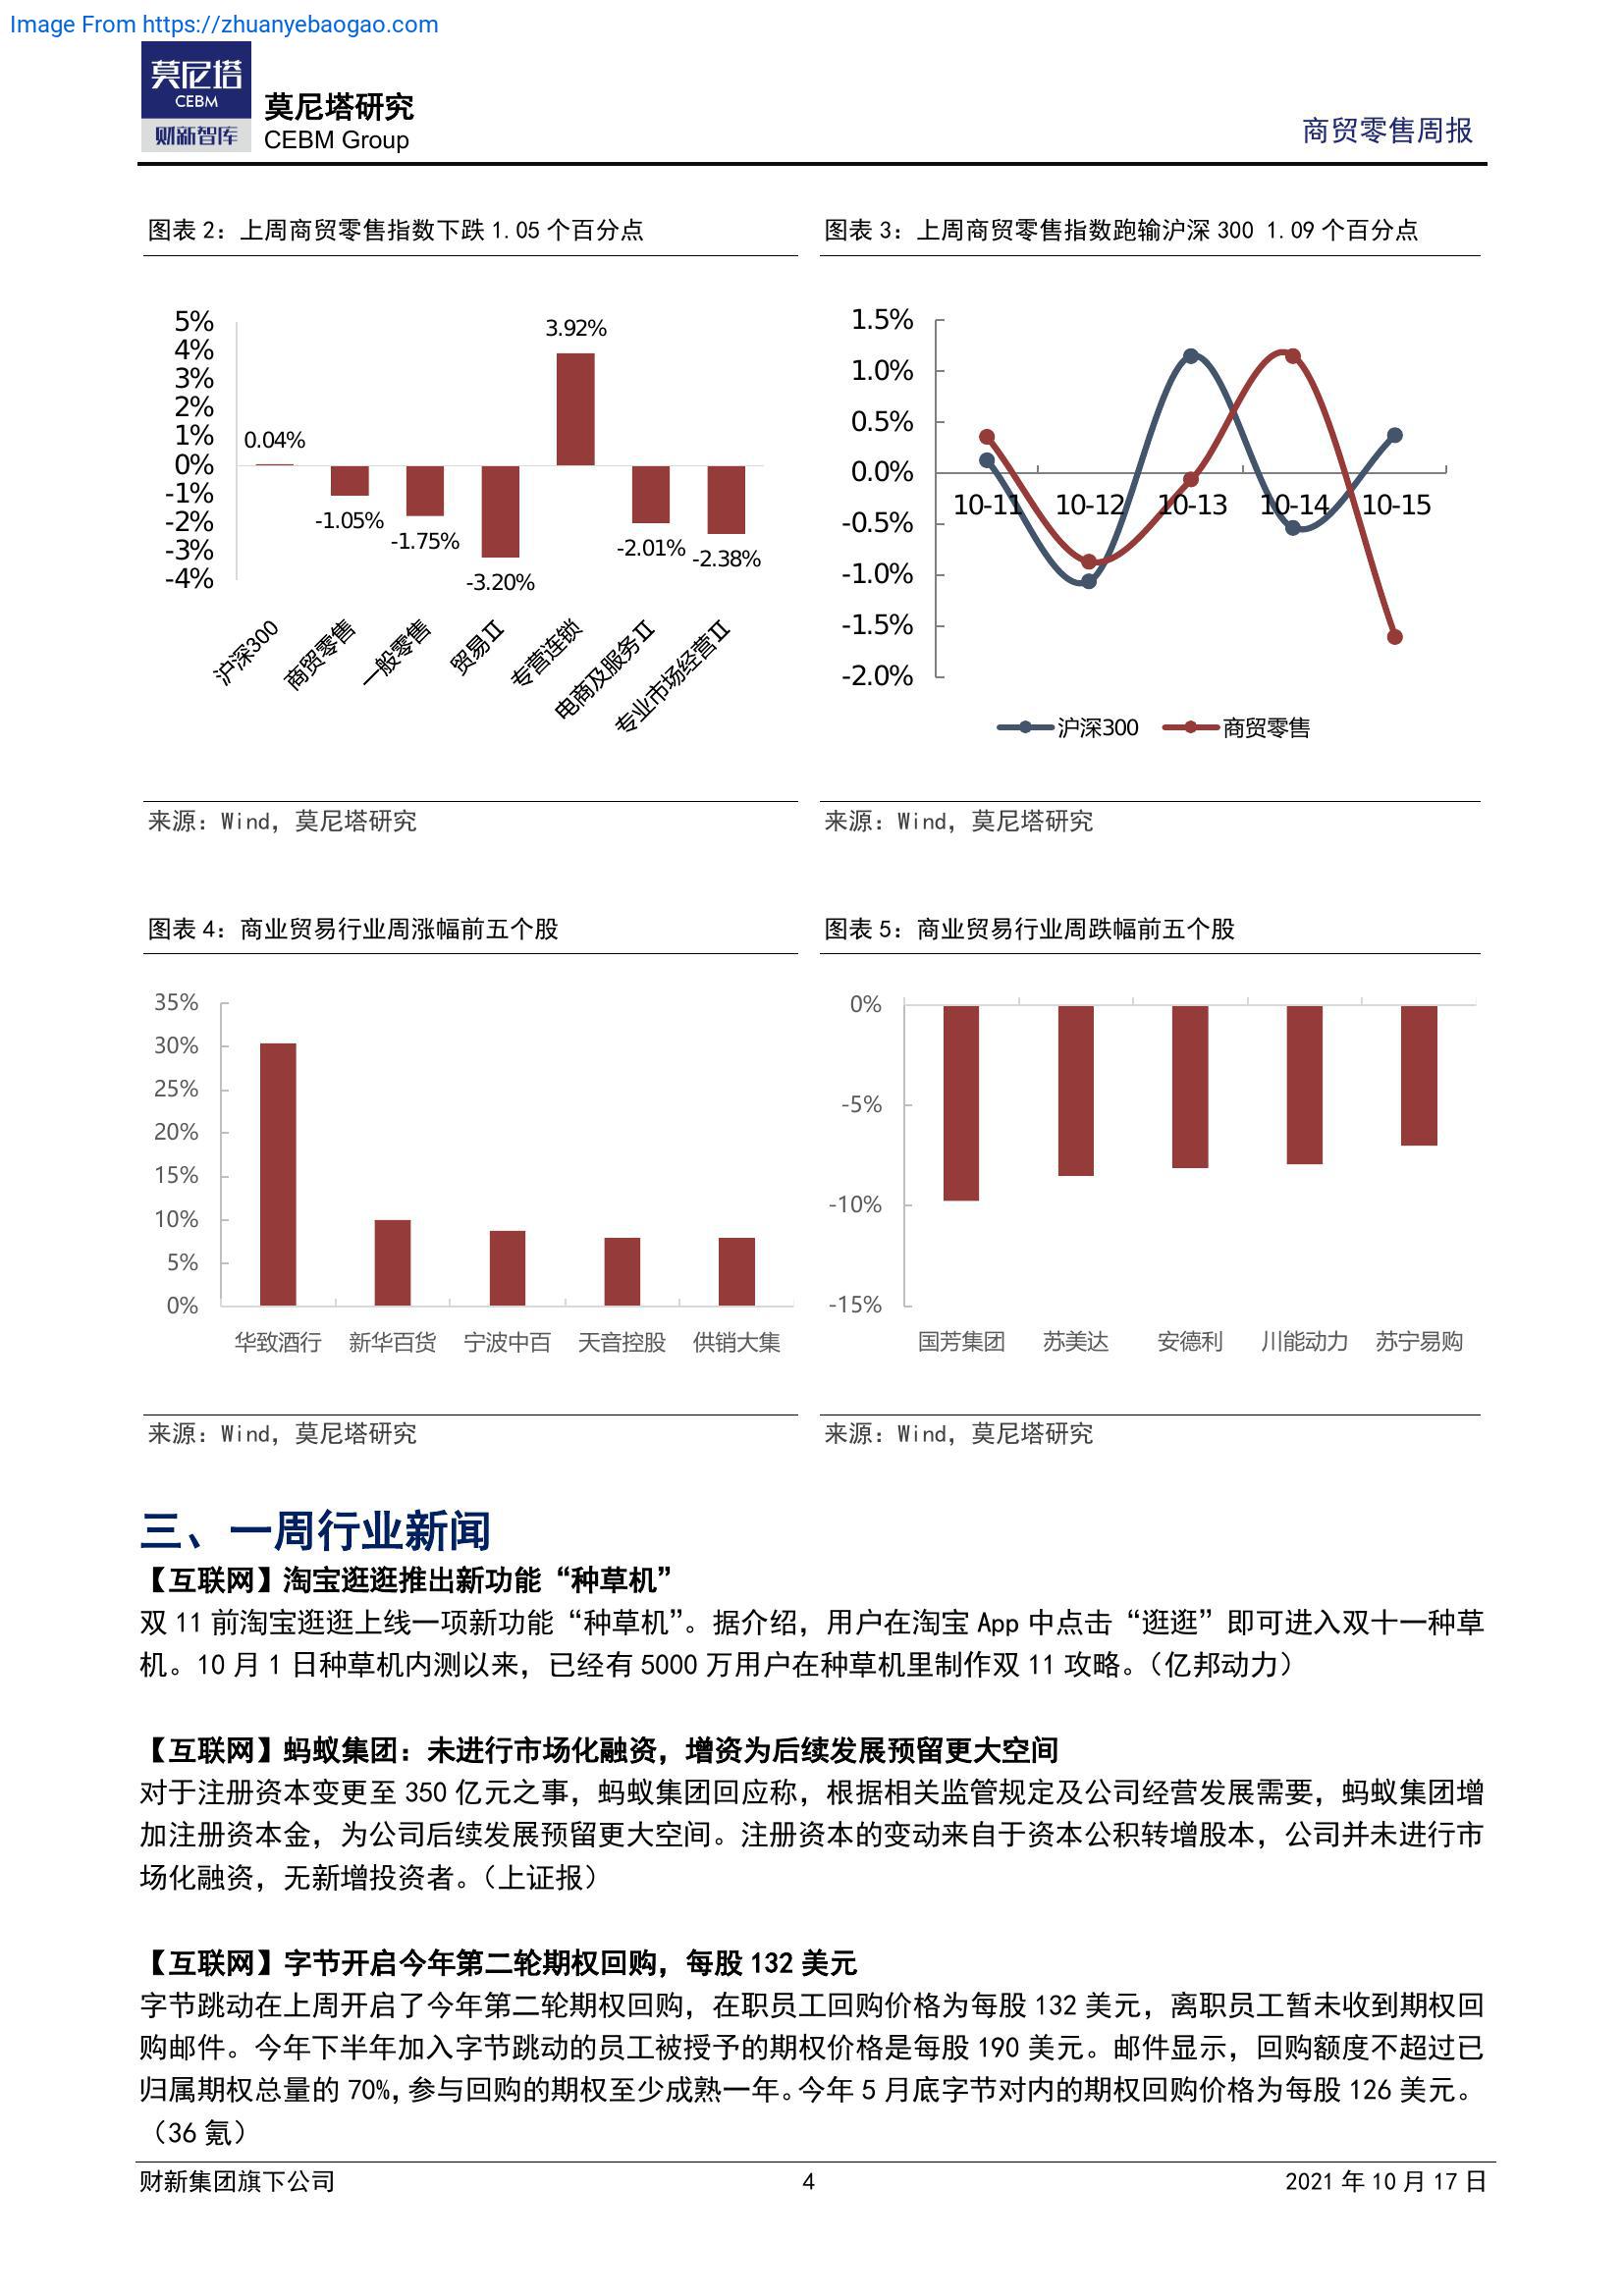 Image From https://zhuanyebaogao.com
莫尼塔
CEBM
财新智库
莫尼塔研究
CEBM Group
商贸零售周报
图表 2：上周商贸零售指数下跌 1.05 个百分点
5%
4%
3%
2%
1%
0%
-1%
-2%
-3%
-4%
0.04%
-1.05%
-1.75%
-3.20%
3.92%
-2.01%
-2.38%
沪深300
商贸零售
一般零售
贸易Ⅱ
专营连锁
电商及服务Ⅱ
专业市场经营Ⅱ
来源：Wind，莫尼塔研究
图表 3：上周商贸零售指数跑输沪深 300 1.09 个百分点
1.5%
1.0%
0.5%
0.0%
-0.5%
-1.0%
-1.5%
-2.0%
10-11 10-12 10-13 10-14 10-15
沪深300 商贸零售
来源：Wind，莫尼塔研究
图表 4：商业贸易行业周涨幅前五个股
35%
30%
25%
20%
15%
10%
5%
0%
华致酒行 新华百货 宁波中百 天音控股 供销大集
来源：Wind，莫尼塔研究
图表 5：商业贸易行业周跌幅前五个股
0%
-5%
-10%
-15%
国芳集团 苏美达 安德利 川能动力 苏宁易购
来源：Wind，莫尼塔研究
三、一周行业新闻
【互联网】淘宝逛逛推出新功能“种草机”
双 11 前淘宝逛逛上线一项新功能“种草机”。据介绍，用户在淘宝 App 中点击“逛逛”即可进入双十一种草
机。10 月 1 日种草机内测以来，已经有 5000 万用户在种草机里制作双 11 攻略。（亿邦动力）
【互联网】蚂蚁集团：未进行市场化融资，增资为后续发展预留更大空间
对于注册资本变更至 350 亿元之事，蚂蚁集团回应称，根据相关监管规定及公司经营发展需要，蚂蚁集团增
加注册资本金，为公司后续发展预留更大空间。注册资本的变动来自于资本公积转增股本，公司并未进行市
场化融资，无新增投资者。（上证报）
【互联网】字节开启今年第二轮期权回购，每股 132 美元
字节跳动在上周开启了今年第二轮期权回购，在职员工回购价格为每股 132 美元，离职员工暂未收到期权回
购邮件。今年下半年加入字节跳动的员工被授予的期权价格是每股 190 美元。邮件显示，回购额度不超过已
归属期权总量的 70%，参与回购的期权至少成熟一年。今年 5 月底字节对内的期权回购价格为每股 126 美元。
（36 氪）
财新集团旗下公司
4
2021 年 10 月 17 日